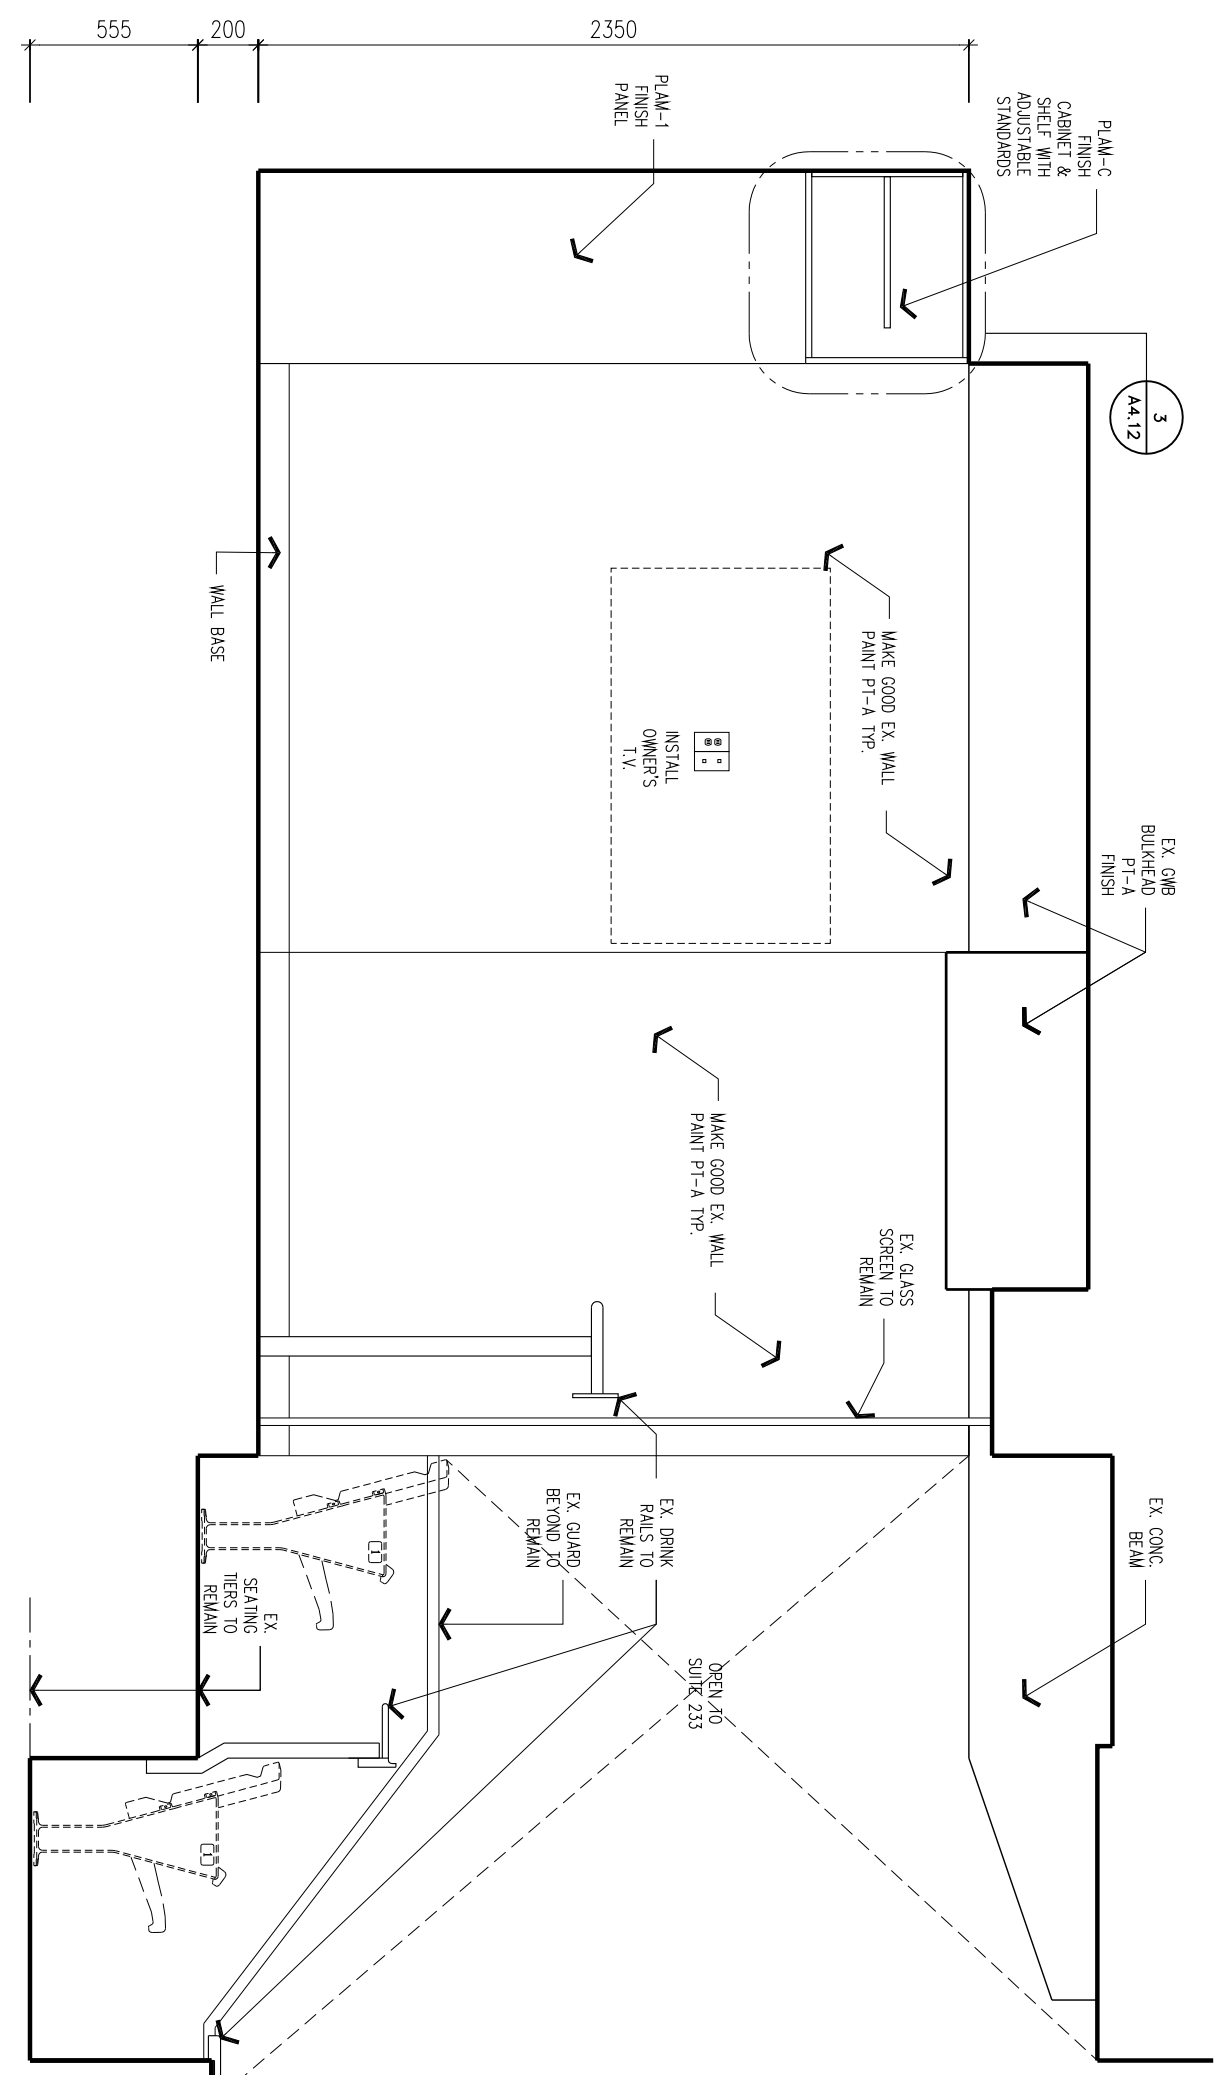 555
200
2350
PLAM-C
FINISH
CABINET &
SHELF WITH
ADJUSTABLE
STANDARDS
PLAM-1
FINISH
PANEL
3
A4.12
WALL BASE
MAKE GOOD EX. WALL
PAINT PT-A TYP.
INSTALL
OWNER'S
T.V.
EX. GWB
BULKHEAD
PT-A
FINISH
MAKE GOOD EX. WALL
PAINT PT-A TYP.
EX. GLASS
SCREEN TO
REMAIN
EX. CONC.
BEAM
EX. DRINK
RAILS TO
REMAIN
EX. GUARD
BEYOND TO
REMAIN
EX.
SEATING
TIERS TO
REMAIN
OPEN TO
SUITE 233
1
1